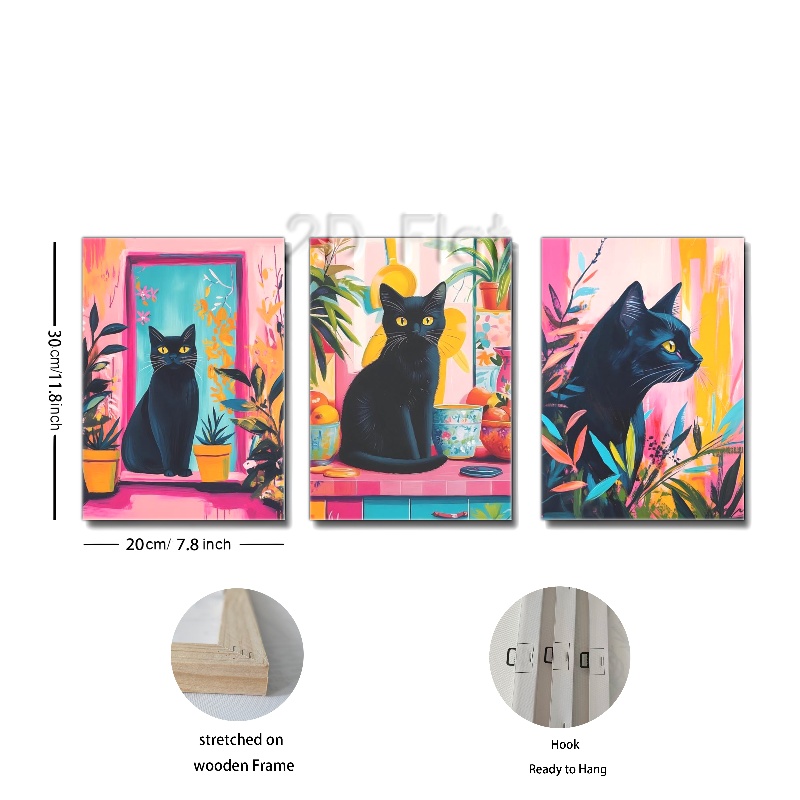 2D Flat
30cm/11.8inch
20cm/ 7.8 inch
stretched on
wooden Frame
Hook
Ready to Hang